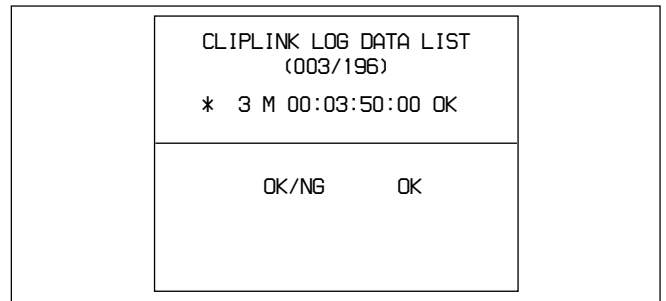 CLIPLINK LOG DATA LIST
(003/196)
* 3 M 00:03:50:00 OK
OK/NG OK